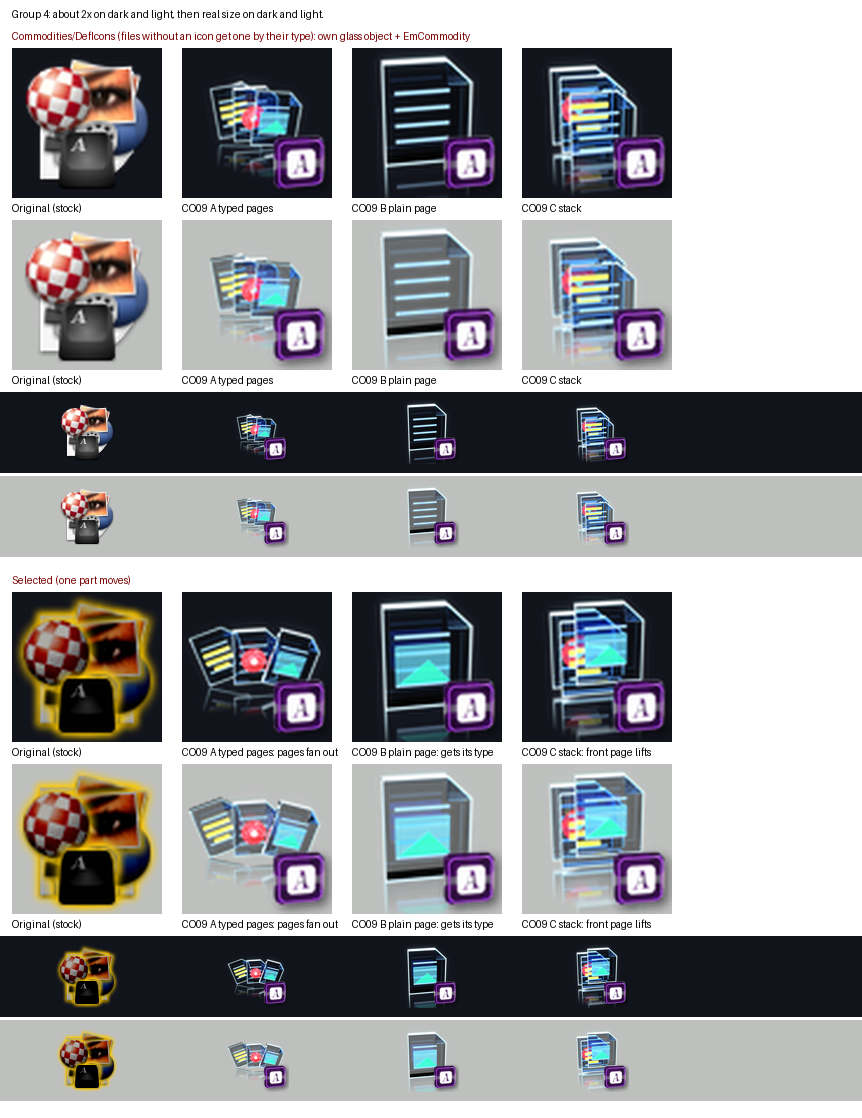 Group 4: about 2x on dark and light, then real size on dark and light.
Commodities/DefIcons (files without an icon get one by their type): own glass object + EmCommodity
A A A A
Original (stock) CO09 A typed pages CO09 B plain page CO09 C stack
A A A A
Original (stock) CO09 A typed pages CO09 B plain page CO09 C stack
A A A A
A A A A
Selected (one part moves)
A A A A
Original (stock) CO09 A typed pages: pages fan out CO09 B plain page: gets its type CO09 C stack: front page lifts
A A A A
Original (stock) CO09 A typed pages: pages fan out CO09 B plain page: gets its type CO09 C stack: front page lifts
A A A A
A A A A